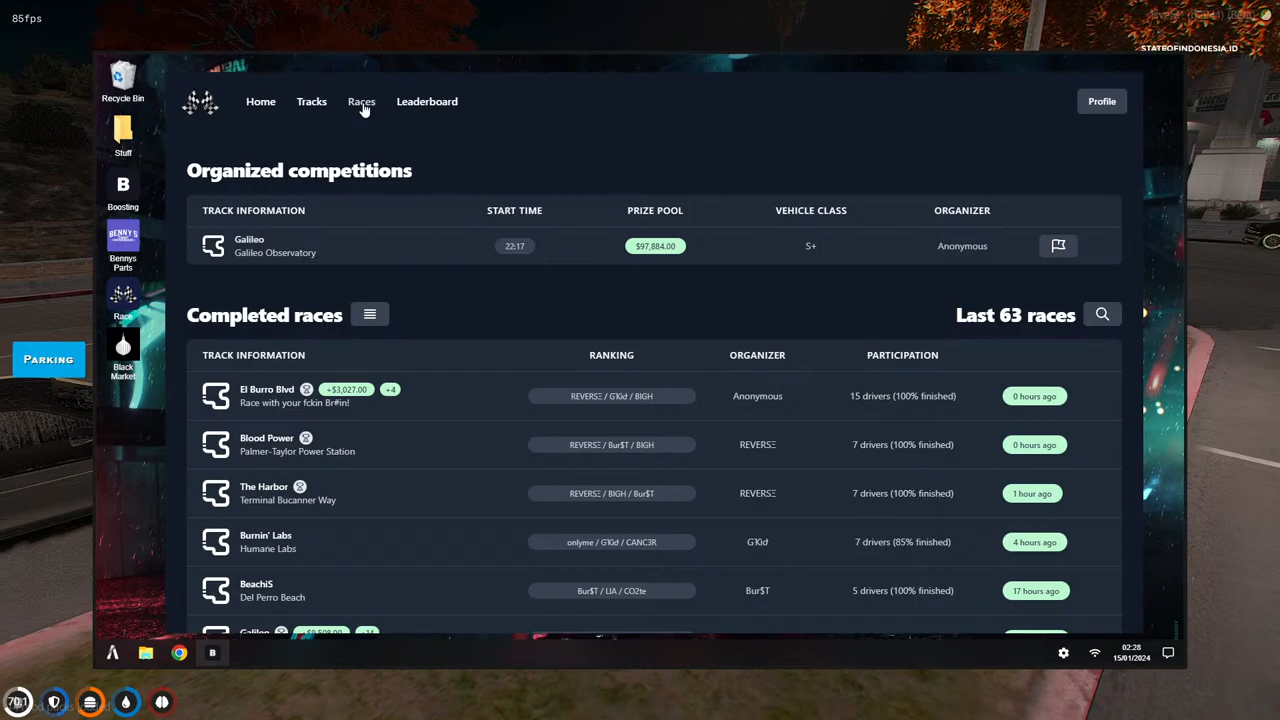 85fps
STATEOFINDONESIA.ID
Recycle Bin
Stuff
B
Boosting
BENNY'S
Bennys
Parts
Race
Black
Market
PARKING
Home
Tracks
Races
Leaderboard
Profile
Organized competitions
TRACK INFORMATION START TIME PRIZE POOL VEHICLE CLASS ORGANIZER
Galileo
Galileo Observatory
22:17 $97,884.00 S+ Anonymous
Completed races
Last 63 races
TRACK INFORMATION RANKING ORGANIZER PARTICIPATION
El Burro Blvd +$3,027.00 +4
Race with your fckin Br#in!
REVERSΞ / G'Kid / BIGH Anonymous 15 drivers (100% finished) 0 hours ago
Blood Power
Palmer-Taylor Power Station
REVERSΞ / Bur$T / BIGH REVERSΞ 7 drivers (100% finished) 0 hours ago
The Harbor
Terminal Bucanner Way
REVERSΞ / BIGH / Bur$T REVERSΞ 7 drivers (100% finished) 1 hour ago
Burnin' Labs
Humane Labs
onlyme / G'Kid / CANC3R G'Kid 7 drivers (85% finished) 4 hours ago
BeachiS
Del Perro Beach
Bur$T / LIA / CO2te Bur$T 5 drivers (100% finished) 17 hours ago
Galileo
+14
B
02:28
15/01/2024
70.1